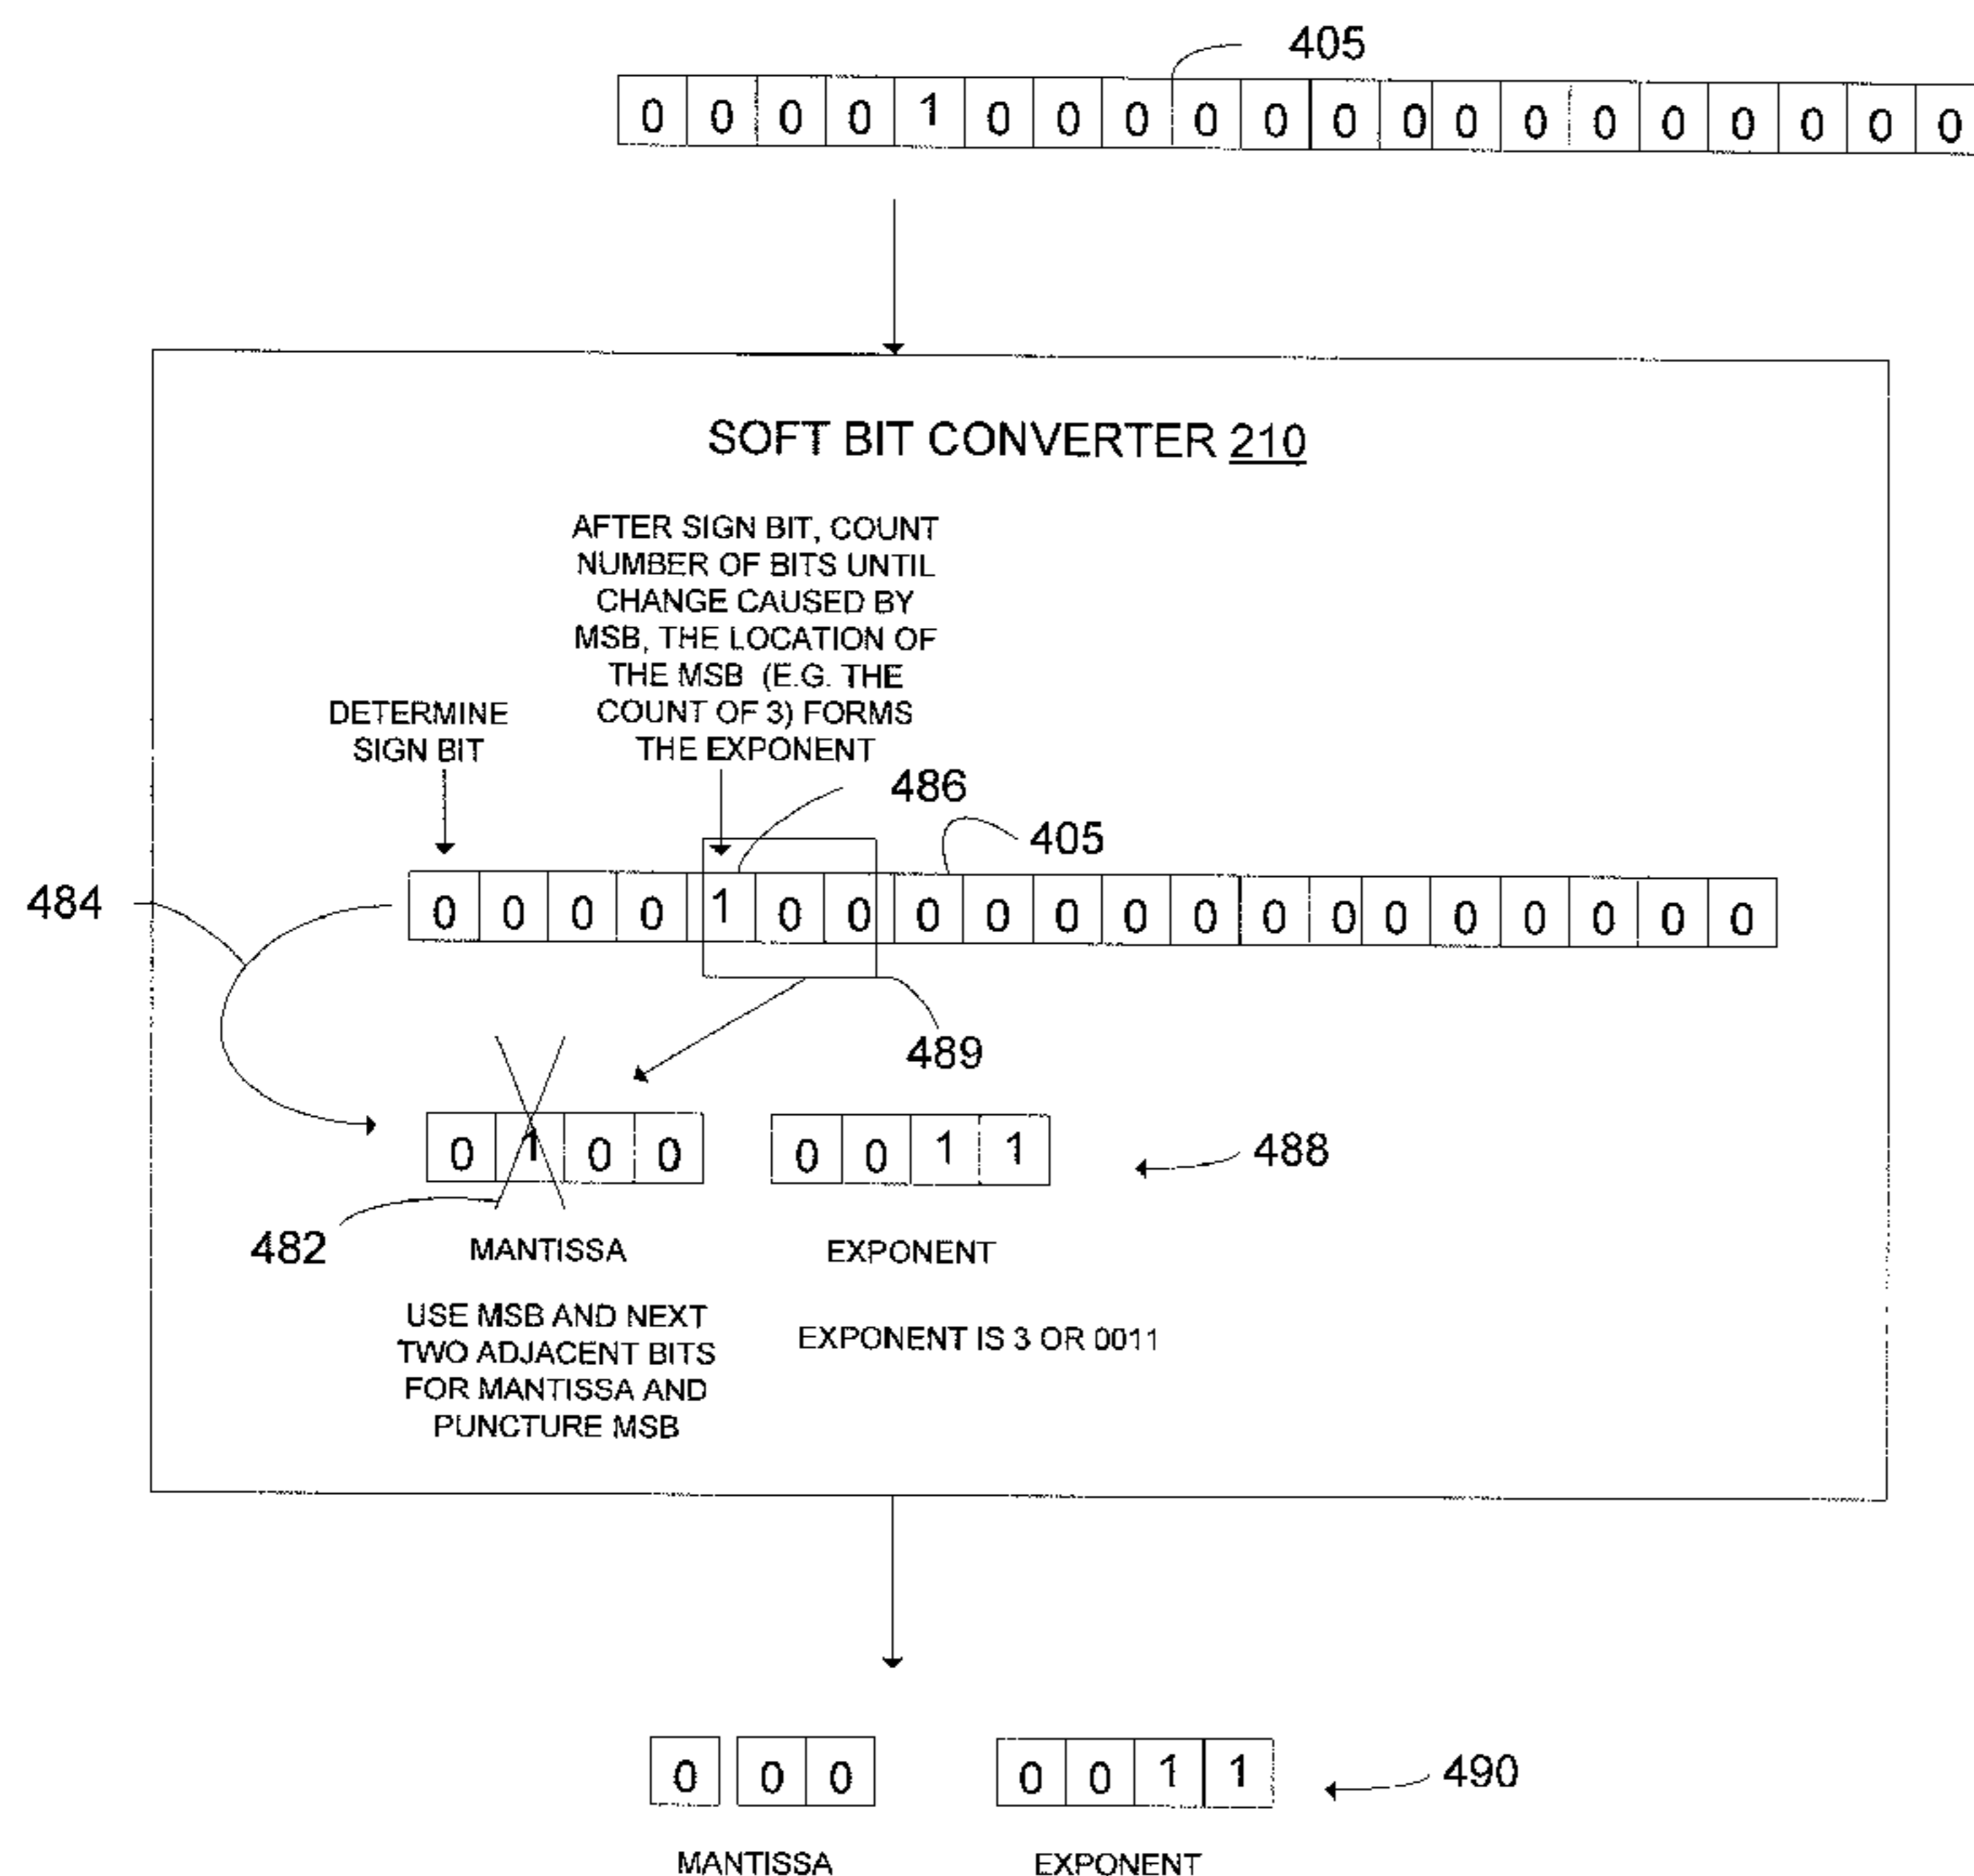 405
0 0 0 0 1 0 0 0 0 0 0 0 0 0 0 0 0 0 0 0
SOFT BIT CONVERTER 210
AFTER SIGN BIT, COUNT
NUMBER OF BITS UNTIL
CHANGE CAUSED BY
MSB, THE LOCATION OF
THE MSB (E.G. THE
COUNT OF 3) FORMS
THE EXPONENT
DETERMINE
SIGN BIT
486
405
484
0 0 0 0 1 0 0 0 0 0 0 0 0 0 0 0 0 0 0 0
489
0 1 0 0
0 0 1 1
488
482
MANTISSA
EXPONENT
USE MSB AND NEXT
TWO ADJACENT BITS
FOR MANTISSA AND
PUNCTURE MSB
EXPONENT IS 3 OR 0011
0 0 0
0 0 1 1
490
MANTISSA
EXPONENT